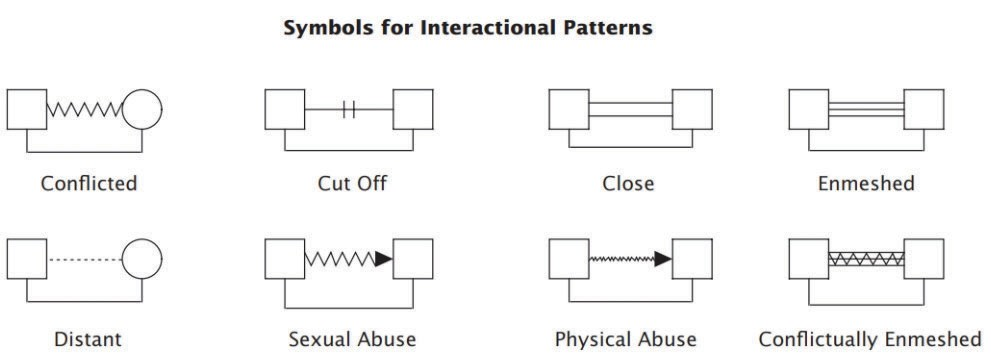 Symbols for Interactional Patterns
Conflicted
Cut Off
Close
Enmeshed
Distant
Sexual Abuse
Physical Abuse
Conflictually Enmeshed